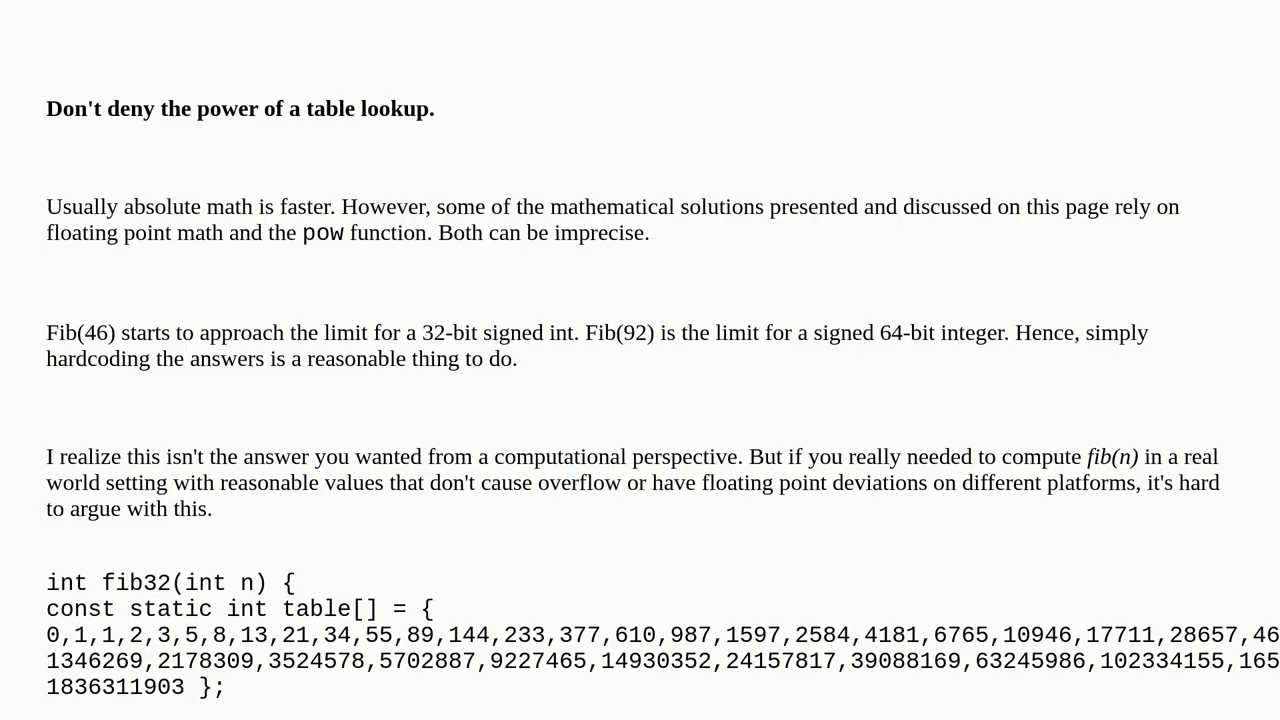 Don't deny the power of a table lookup.
Usually absolute math is faster. However, some of the mathematical solutions presented and discussed on this page rely on
floating point math and the pow function. Both can be imprecise.
Fib(46) starts to approach the limit for a 32-bit signed int. Fib(92) is the limit for a signed 64-bit integer. Hence, simply
hardcoding the answers is a reasonable thing to do.
I realize this isn't the answer you wanted from a computational perspective. But if you really needed to compute fib(n) in a real
world setting with reasonable values that don't cause overflow or have floating point deviations on different platforms, it's hard
to argue with this.
int fib32(int n) {
const static int table[] = {
0,1,1,2,3,5,8,13,21,34,55,89,144,233,377,610,987,1597,2584,4181,6765,10946,17711,28657,46
1346269,2178309,3524578,5702887,9227465,14930352,24157817,39088169,63245986,102334155,165
1836311903 };